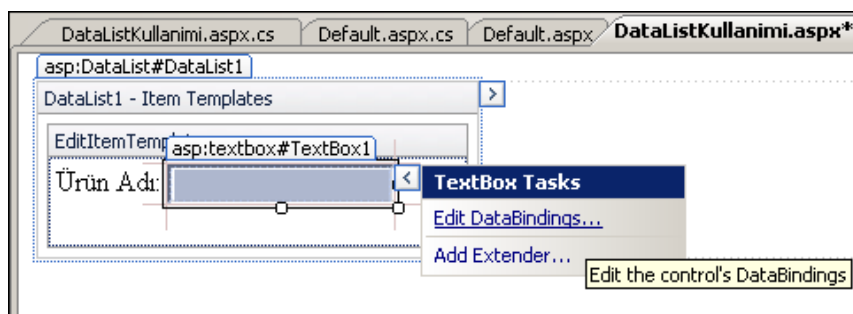 DataListKullanimi.aspx.cs Default.aspx.cs Default.aspx DataListKullanimi.aspx*
asp:DataList#DataList1
DataList1 - Item Templates
EditItemTempl
asp:textbox#TextBox1
Ürün Adı:
TextBox Tasks
Edit DataBindings...
Add Extender...
Edit the control's DataBindings